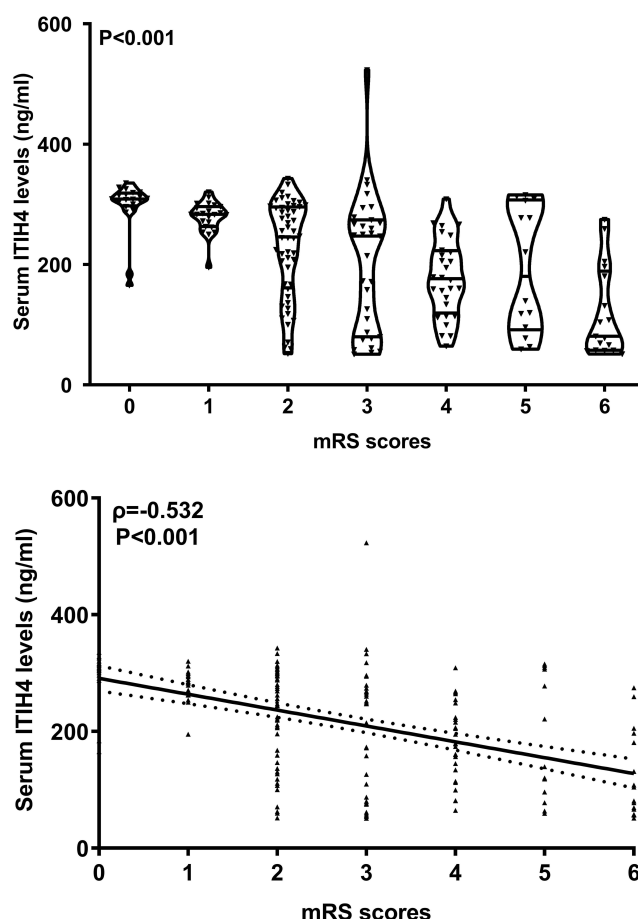 600
P<0.001
400
200
0
Serum ITIH4 levels (ng/ml)
0 1 2 3 4 5 6
mRS scores
600
ρ=-0.532
P<0.001
400
200
0
Serum ITIH4 levels (ng/ml)
0 1 2 3 4 5 6
mRS scores